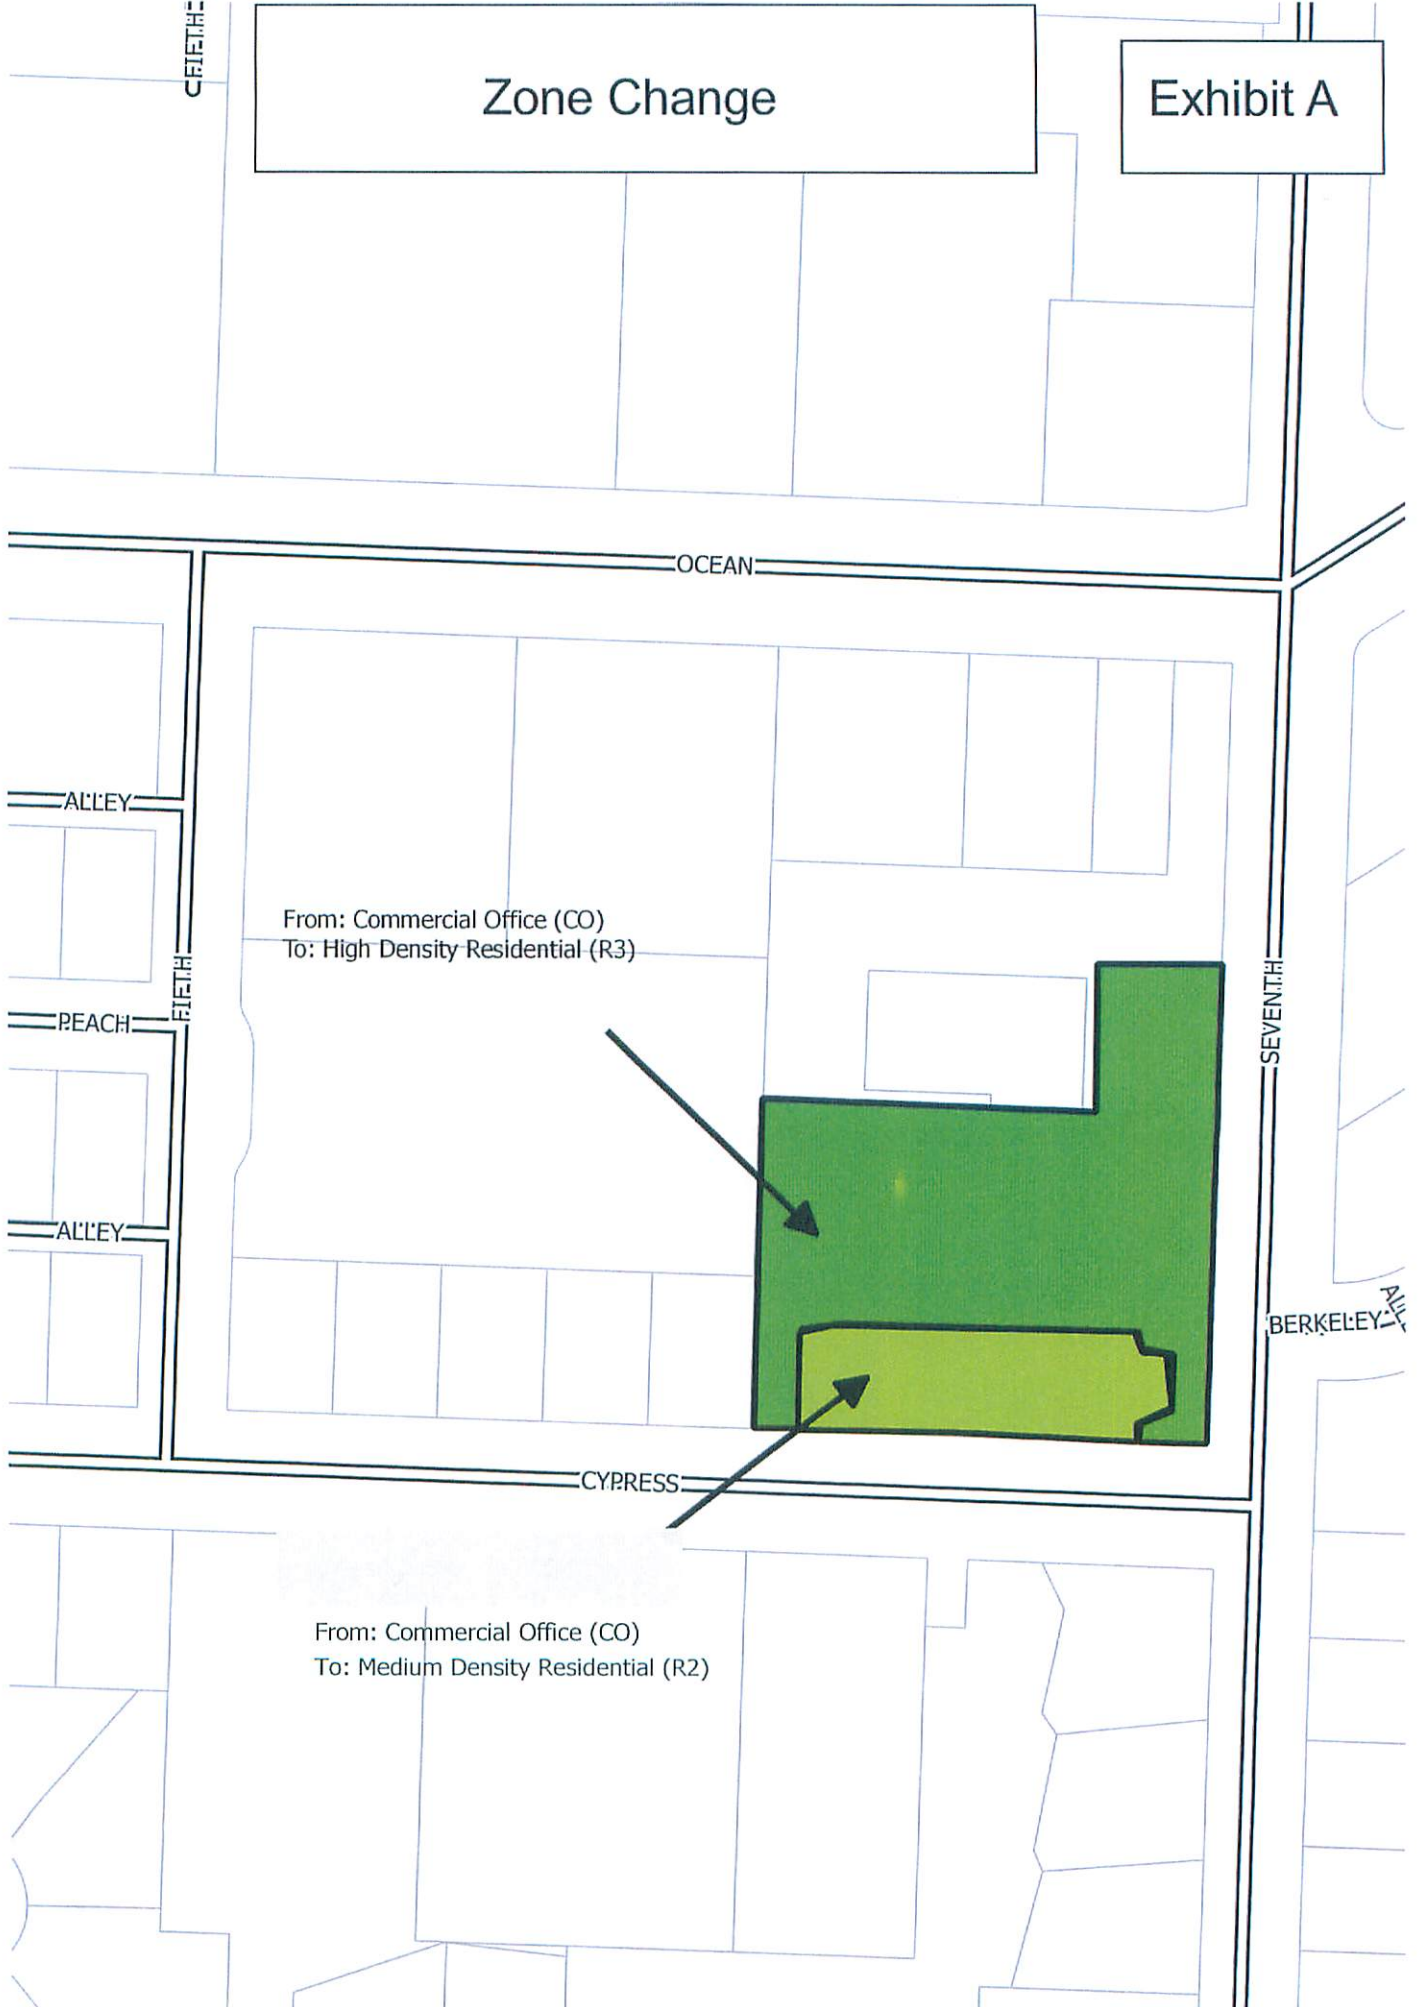 FIFTH
Zone Change
Exhibit A
OCEAN
ALLEY
From: Commercial Office (CO)
To: High Density Residential (R3)
FIFTH
SEVENTH
PEACH
ALLEY
BERKELEY
CYPRESS
From: Commercial Office (CO)
To: Medium Density Residential (R2)